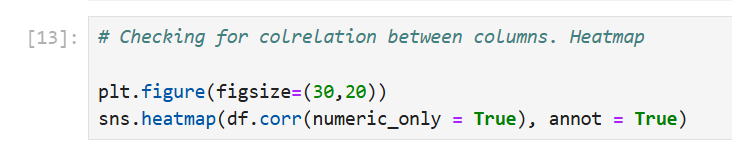 [13]: # Checking for colrelation between columns. Heatmap
plt.figure(figsize=(30,20))
sns.heatmap(df.corr(numeric_only = True), annot = True)